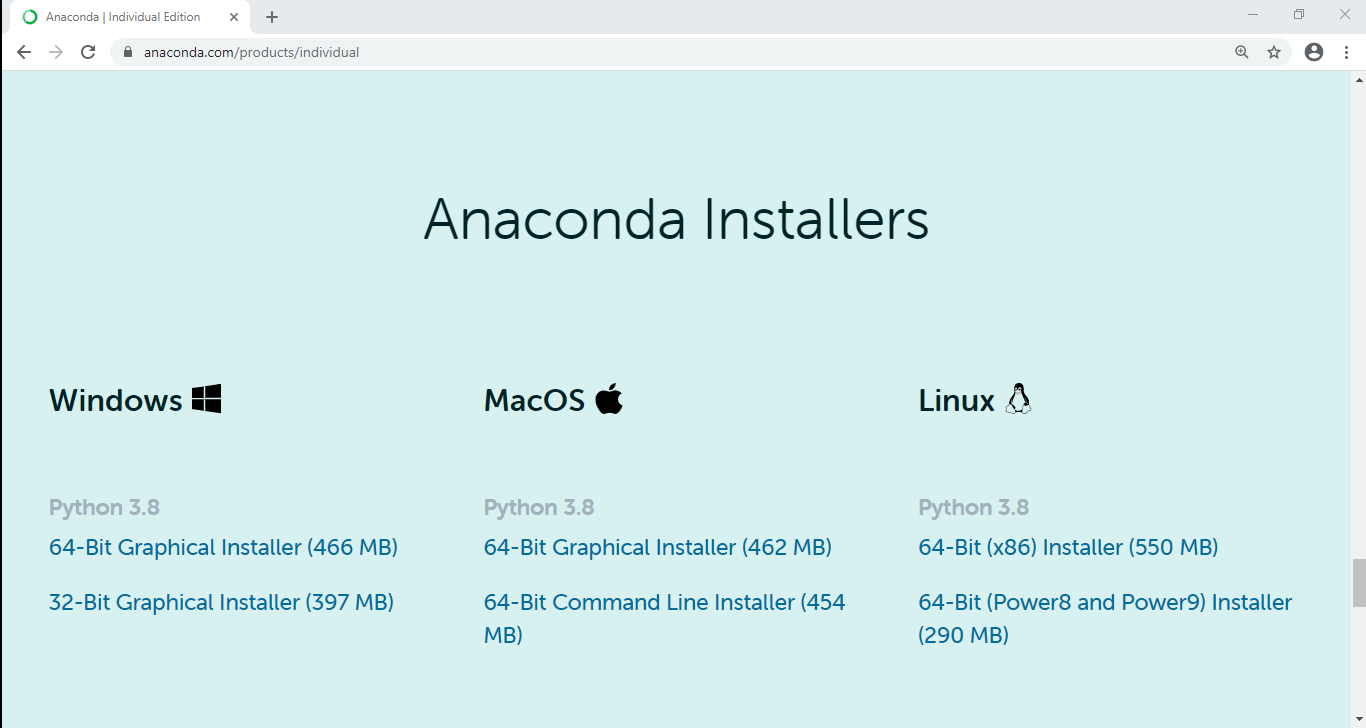 Anaconda | Individual Edition
anaconda.com/products/individual
Anaconda Installers
Windows
MacOS
Linux
Python 3.8
64-Bit Graphical Installer (466 MB)
32-Bit Graphical Installer (397 MB)
Python 3.8
64-Bit Graphical Installer (462 MB)
64-Bit Command Line Installer (454
MB)
Python 3.8
64-Bit (x86) Installer (550 MB)
64-Bit (Power8 and Power9) Installer
(290 MB)